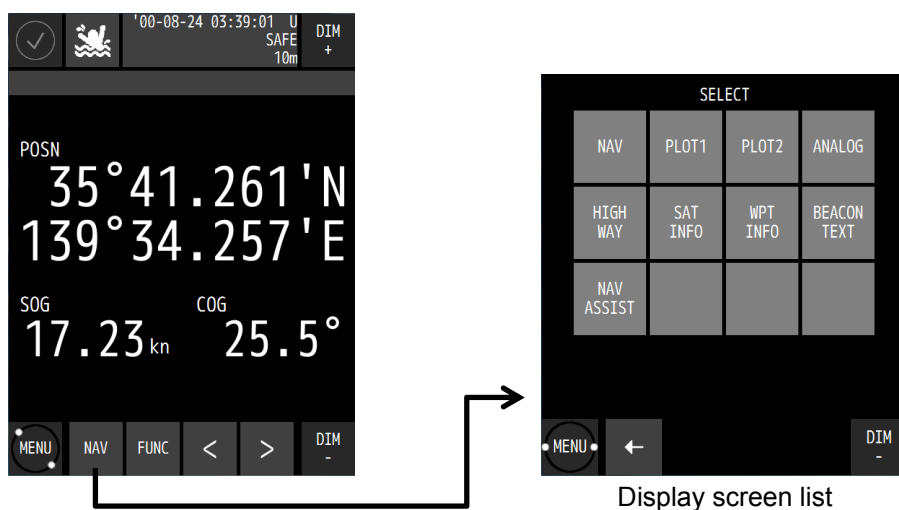 '00-08-24 03:39:01 U
SAFE
10m
DIM
+
POSN
35°41.261'N
139°34.257'E
SOG
COG
17.23 kn
25.5°
MENU
NAV
FUNC
<
>
DIM
-
SELECT
NAV
PLOT1
PLOT2
ANALOG
HIGH
WAY
SAT
INFO
WPT
INFO
BEACON
TEXT
NAV
ASSIST
MENU
DIM
-
Display screen list